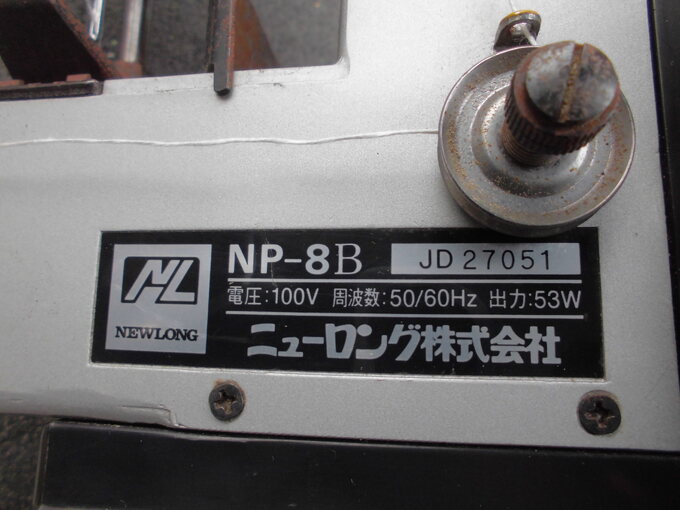 NP-8B JD 27051
電圧:100V 周波数:50/60Hz 出力:53W
NL
NEWLONG
ニューロング株式会社